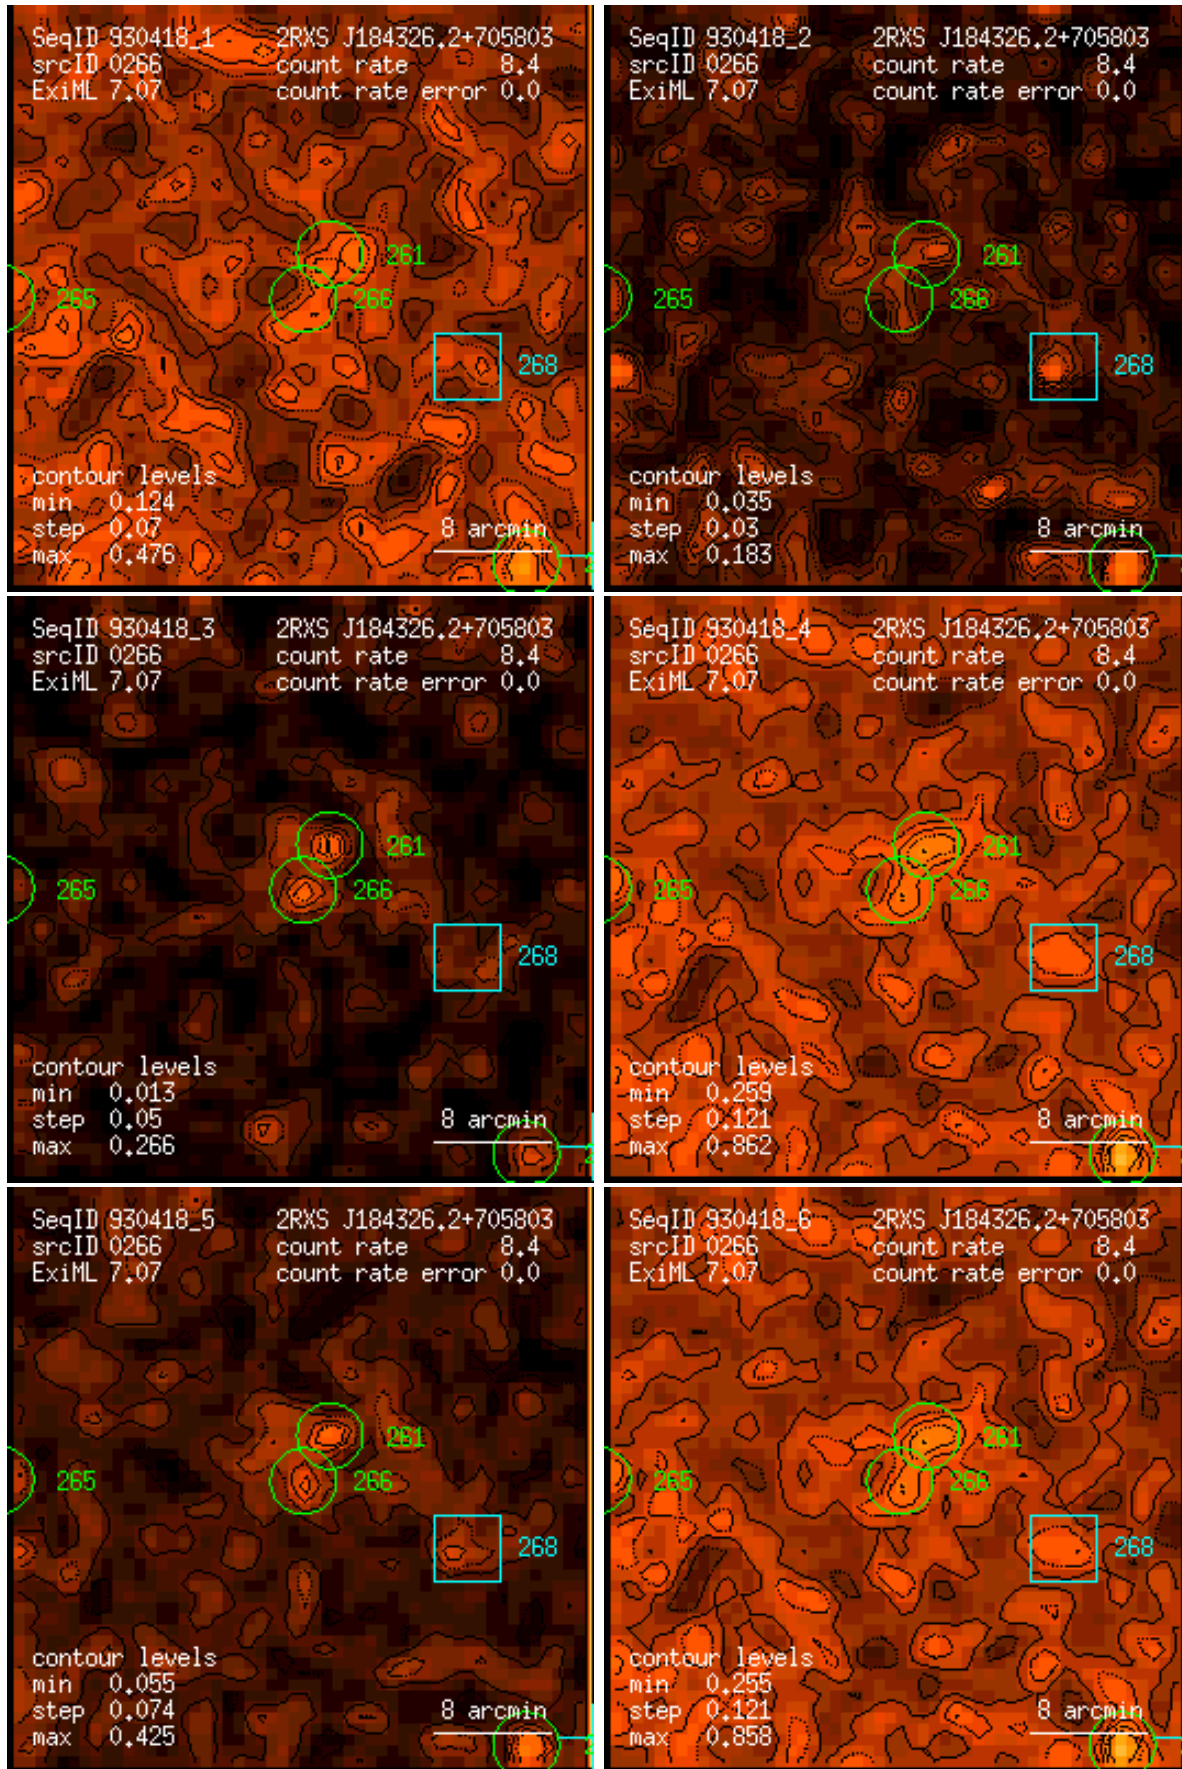 SeqID 930418_1 2RXS J184326.2+705803
srcID 0266 count rate 8.4
ExiML 7.07 count rate error 0.0
261
265 266
268
contour levels
min 0.124
step 0.07 8 arcmin
max 0.476
SeqID 930418_2 2RXS J184326.2+705803
srcID 0266 count rate 8.4
ExiML 7.07 count rate error 0.0
261
265 266
268
contour levels
min 0.035
step 0.03 8 arcmin
max 0.183
SeqID 930418_3 2RXS J184326.2+705803
srcID 0266 count rate 8.4
ExiML 7.07 count rate error 0.0
261
265 266
268
contour levels
min 0.013
step 0.05 8 arcmin
max 0.266
SeqID 930418_4 2RXS J184326.2+705803
srcID 0266 count rate 8.4
ExiML 7.07 count rate error 0.0
261
265 266
268
contour levels
min 0.259
step 0.121 8 arcmin
max 0.862
SeqID 930418_5 2RXS J184326.2+705803
srcID 0266 count rate 8.4
ExiML 7.07 count rate error 0.0
261
265 266
268
contour levels
min 0.055
step 0.074 8 arcmin
max 0.425
SeqID 930418_6 2RXS J184326.2+705803
srcID 0266 count rate 8.4
ExiML 7.07 count rate error 0.0
261
265 266
268
contour levels
min 0.255
step 0.121 8 arcmin
max 0.858